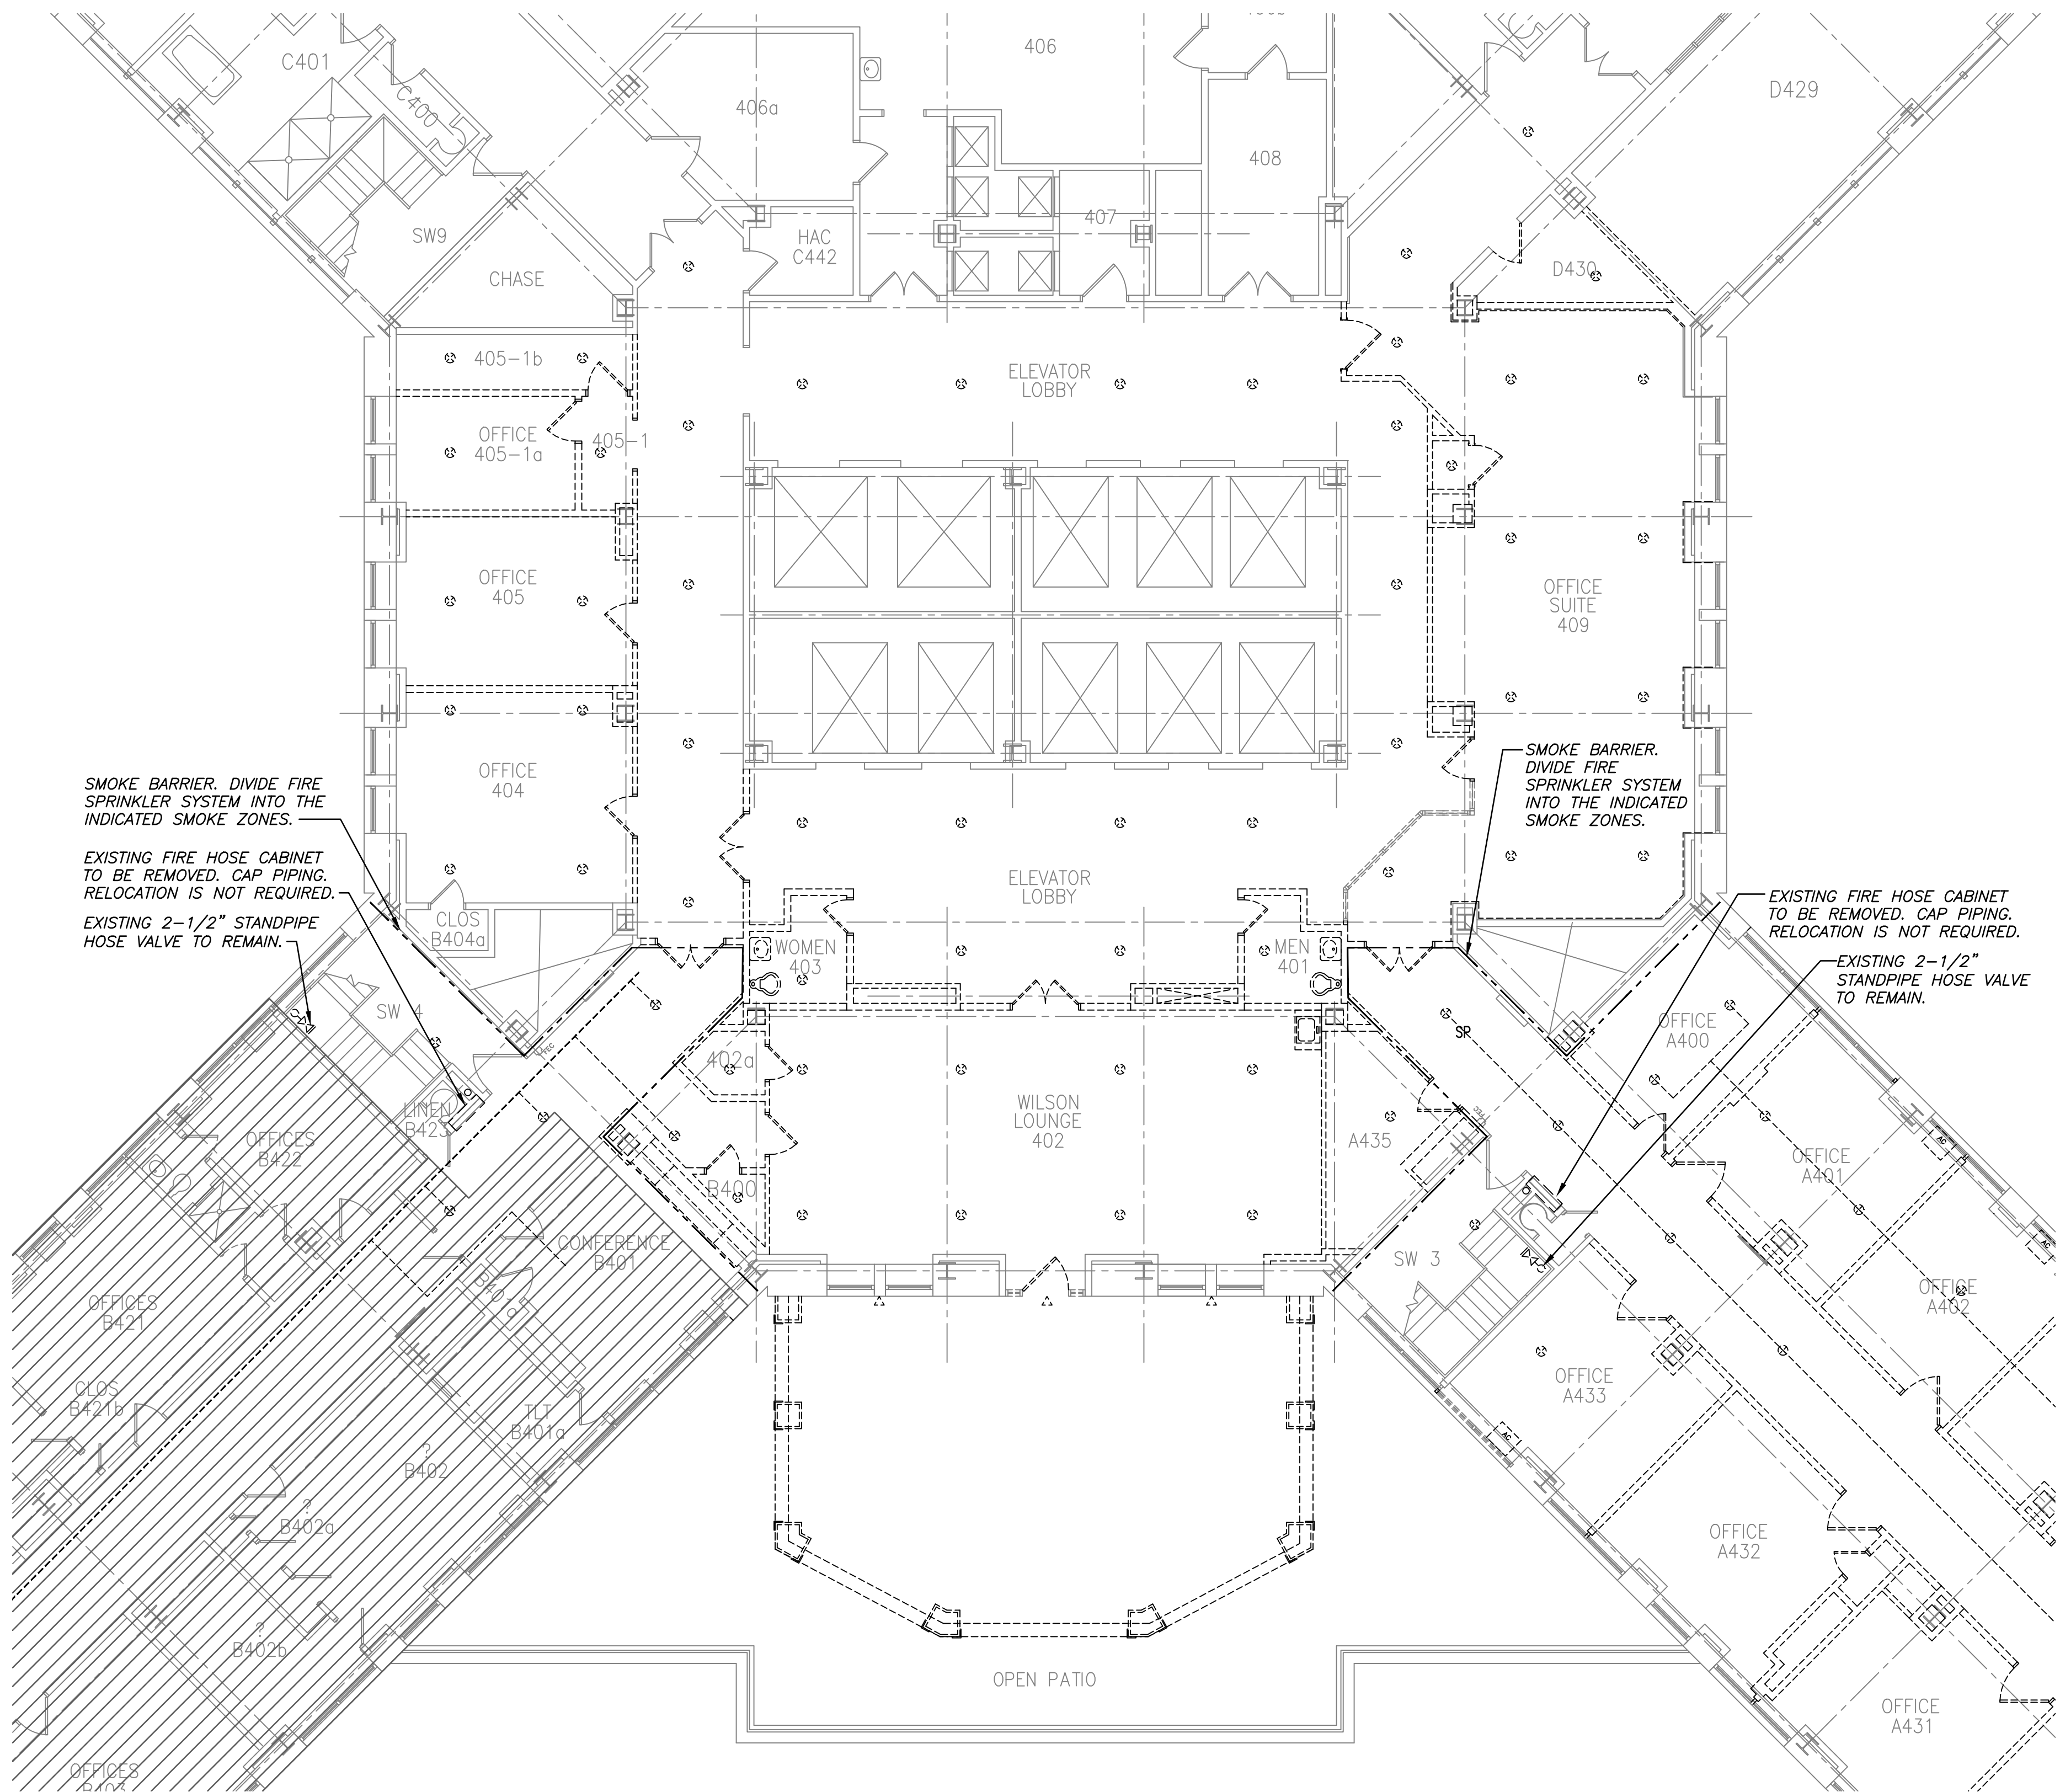 406
C401
C400
406a
D429
408
407
SW9
HAC
C442
CHASE
D430
405-1b
ELEVATOR
LOBBY
OFFICE
405-1a
405-1
OFFICE
405
OFFICE
SUITE
409
OFFICE
404
SMOKE BARRIER. DIVIDE FIRE
SPRINKLER SYSTEM INTO THE
INDICATED SMOKE ZONES.
SMOKE BARRIER.
DIVIDE FIRE
SPRINKLER SYSTEM
INTO THE INDICATED
SMOKE ZONES.
EXISTING FIRE HOSE CABINET
TO BE REMOVED. CAP PIPING.
RELOCATION IS NOT REQUIRED.
EXISTING 2-1/2" STANDPIPE
HOSE VALVE TO REMAIN.
ELEVATOR
LOBBY
EXISTING FIRE HOSE CABINET
TO BE REMOVED. CAP PIPING.
RELOCATION IS NOT REQUIRED.
EXISTING 2-1/2"
STANDPIPE HOSE VALVE
TO REMAIN.
CLOS
B404a
WOMEN
403
MEN
401
SW 4
FEC
SP
OFFICE
A400
402a
WILSON
LOUNGE
402
LINEN
B423
OFFICES
B422
FEC
A435
B400
OFFICE
A401
AC
CONFERENCE
B401
B401d
SW 3
AC
OFFICES
B421
OFFICE
A402
OFFICE
A433
CLOS
B421b
TLT
B401a
AC
?
B402
?
B402a
OFFICE
A432
?
B402b
OPEN PATIO
OFFICE
A431
OFFICES
B403